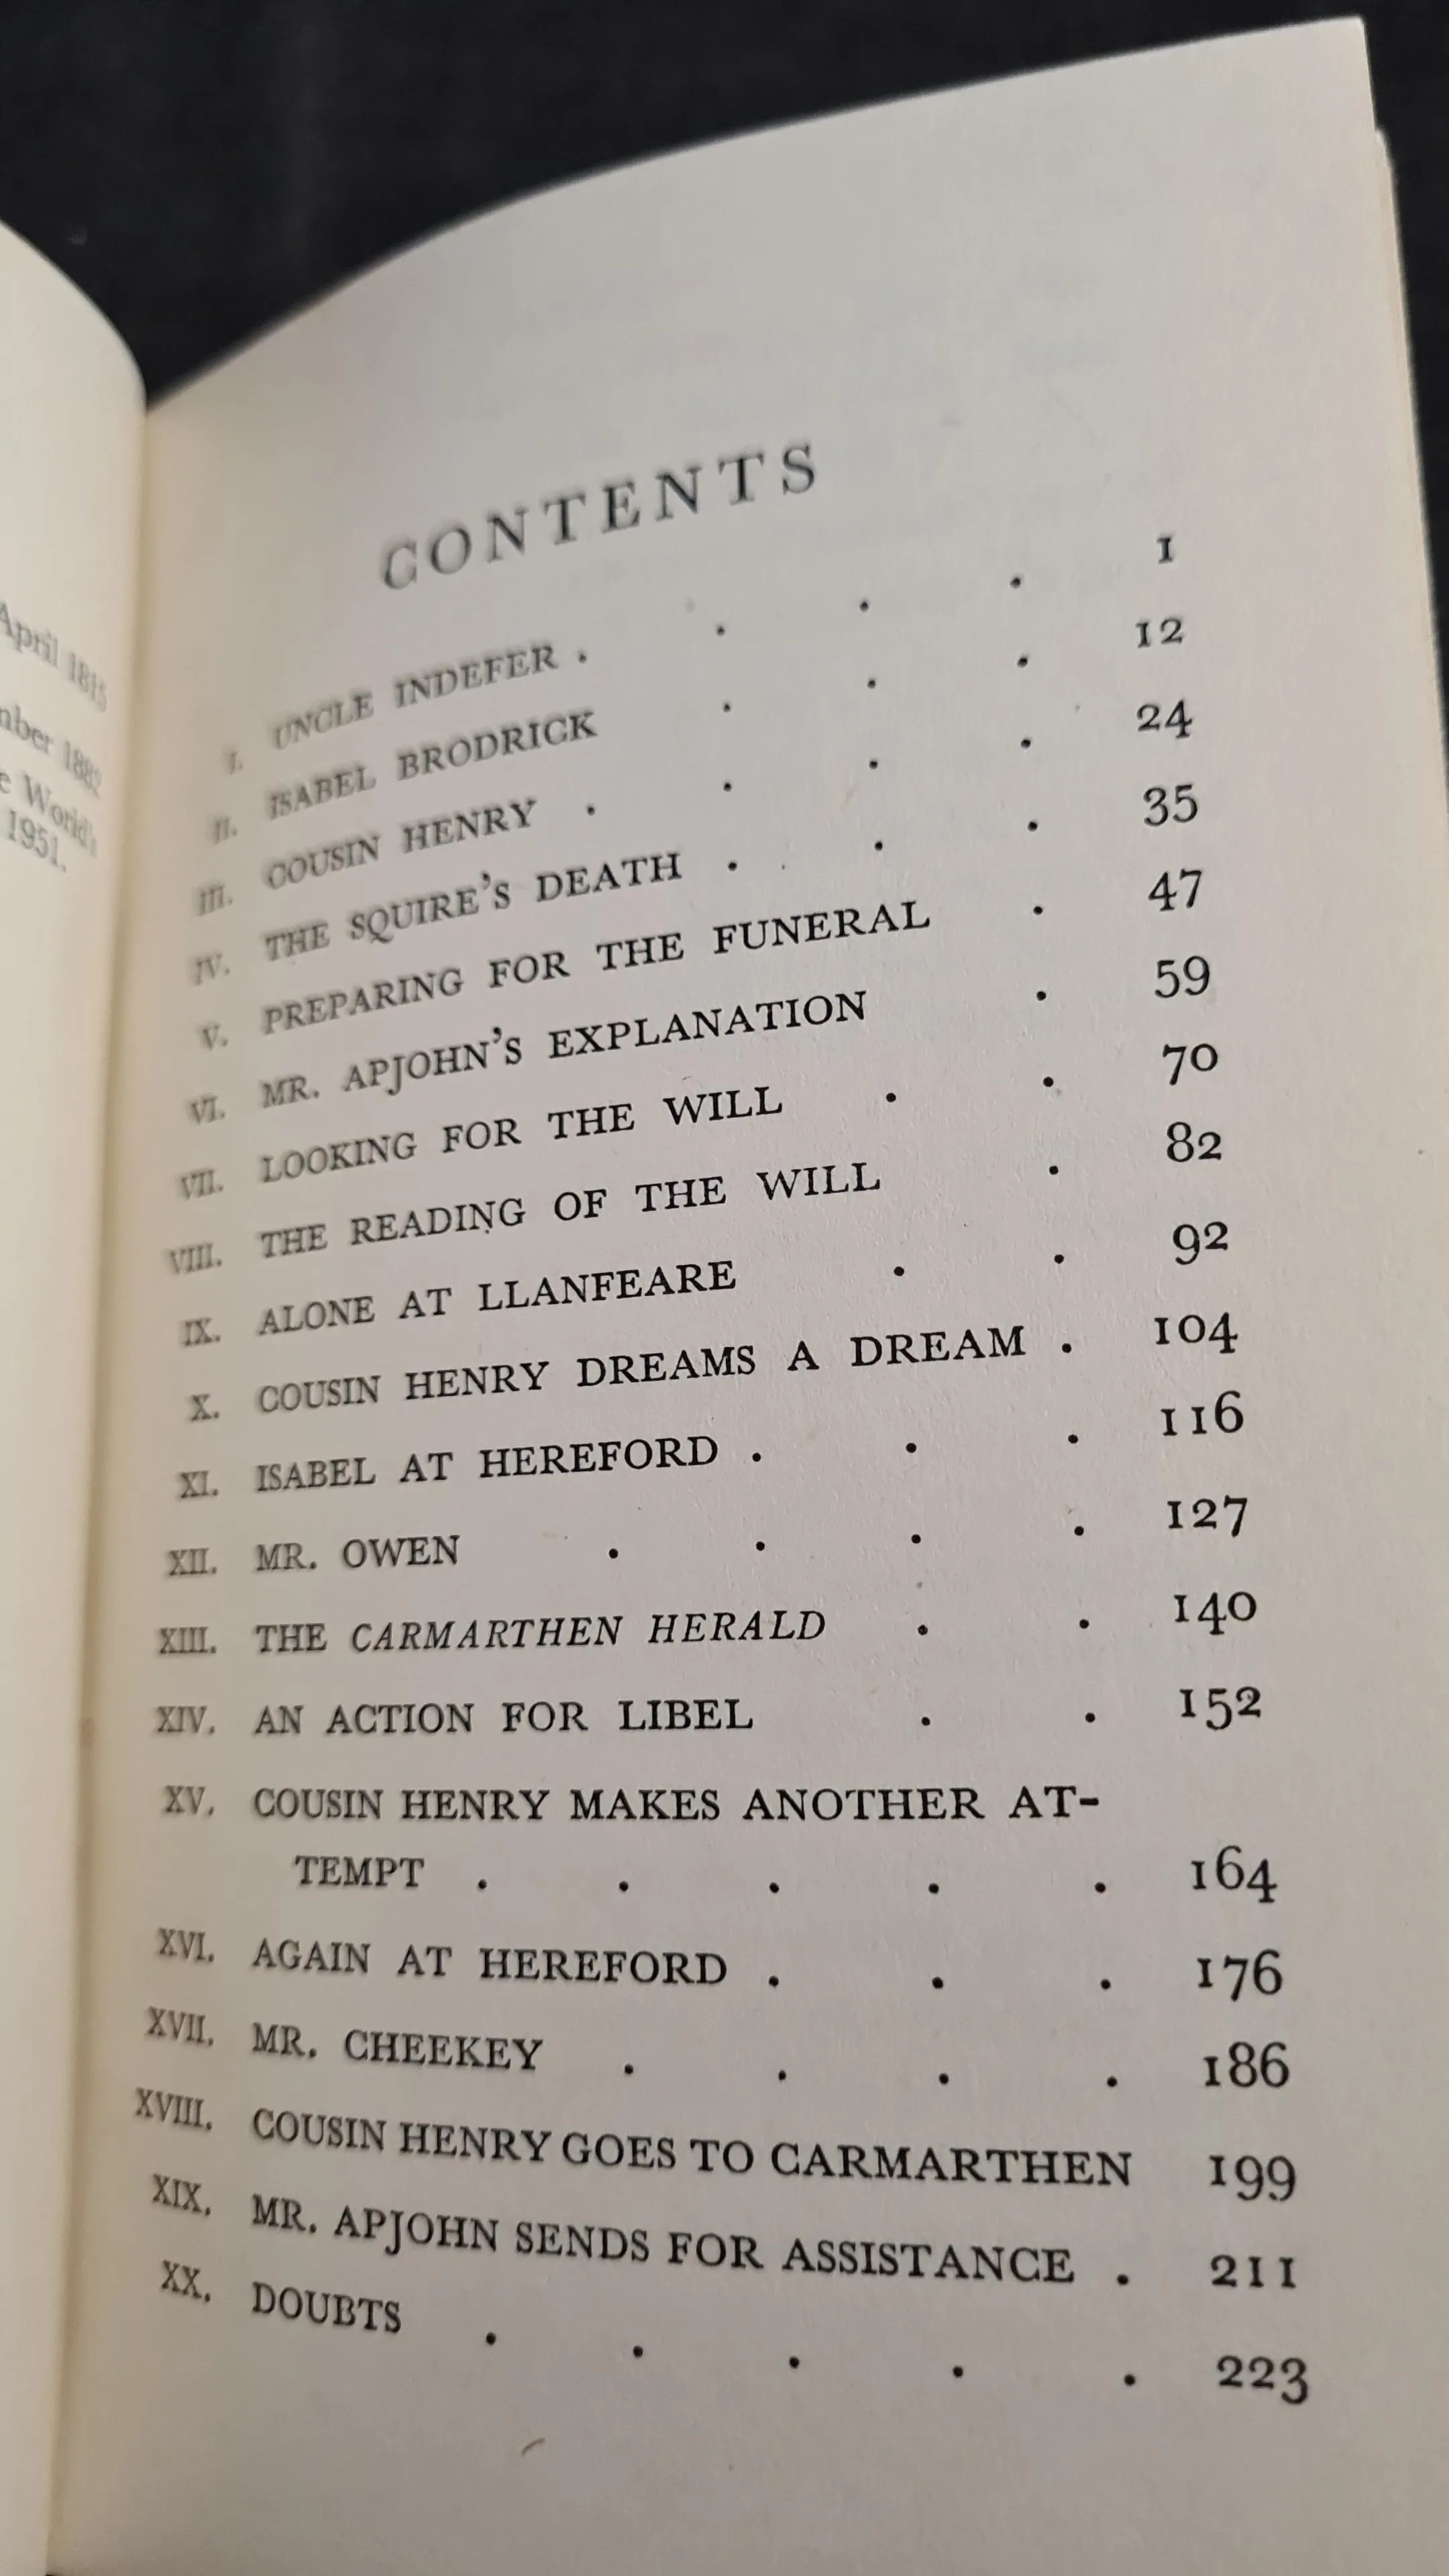 April 1815
1882
World's
1951.
CONTENTS
I. UNCLE INDEFER . . . . 1
II. ISABEL BRODRICK . . . 12
III. COUSIN HENRY . . . . 24
IV. THE SQUIRE'S DEATH . . . 35
V. PREPARING FOR THE FUNERAL . 47
VI. MR. APJOHN'S EXPLANATION . 59
VII. LOOKING FOR THE WILL . . 70
VIII. THE READING OF THE WILL . 82
IX. ALONE AT LLANFEARE . . 92
X. COUSIN HENRY DREAMS A DREAM . 104
XI. ISABEL AT HEREFORD . . . 116
XII. MR. OWEN . . . . 127
XIII. THE CARMARTHEN HERALD . . 140
XIV. AN ACTION FOR LIBEL . . 152
XV. COUSIN HENRY MAKES ANOTHER AT-
TEMPT . . . . . 164
XVI. AGAIN AT HEREFORD . . . 176
XVII. MR. CHEEKEY . . . . 186
XVIII. COUSIN HENRY GOES TO CARMARTHEN 199
XIX. MR. APJOHN SENDS FOR ASSISTANCE . 211
XX. DOUBTS . . . . . 223